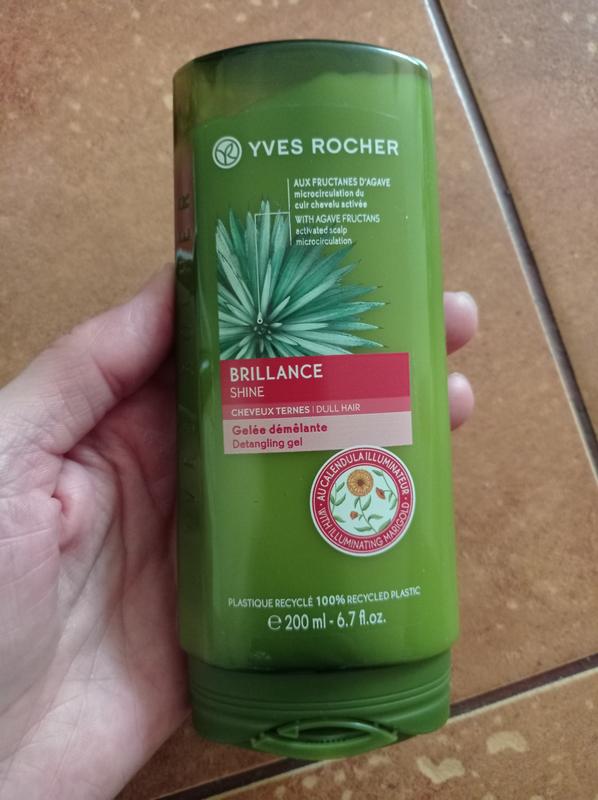 YVES ROCHER
AUX FRUCTANES D'AGAVE
microcirculation du
cuir chevelu activée
WITH AGAVE FRUCTANS
activated scalp
microcirculation
BRILLANCE
SHINE
CHEVEUX TERNES | DULL HAIR
Gelée démêlante
Detangling gel
• AU CALENDULA ILLUMINATEUR •
WITH ILLUMINATING MARIGOLD
PLASTIQUE RECYCLÉ 100% RECYCLED PLASTIC
℮ 200 ml - 6.7 fl.oz.